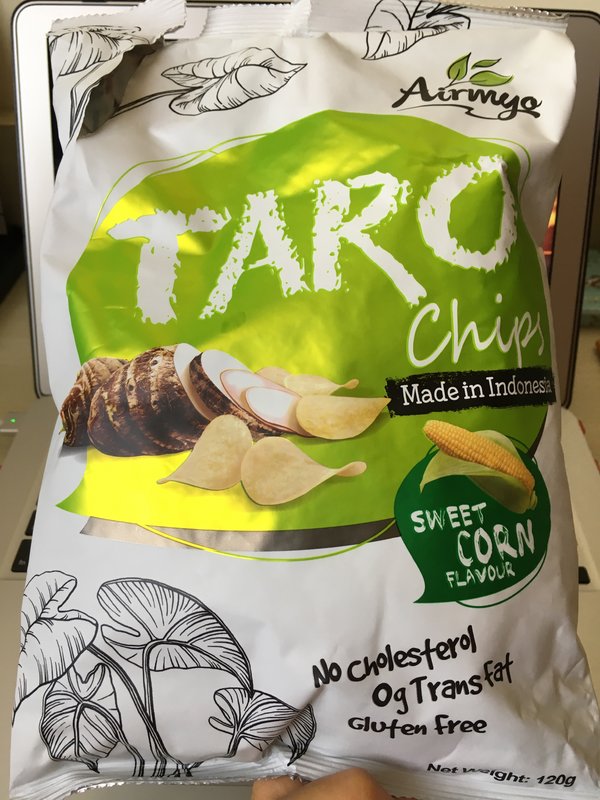 Airmyo
TARO
Chips
Made in Indonesia
SWEET
CORN
FLAVOUR
No Cholesterol
0g Trans fat
Gluten Free
Net weight: 120g